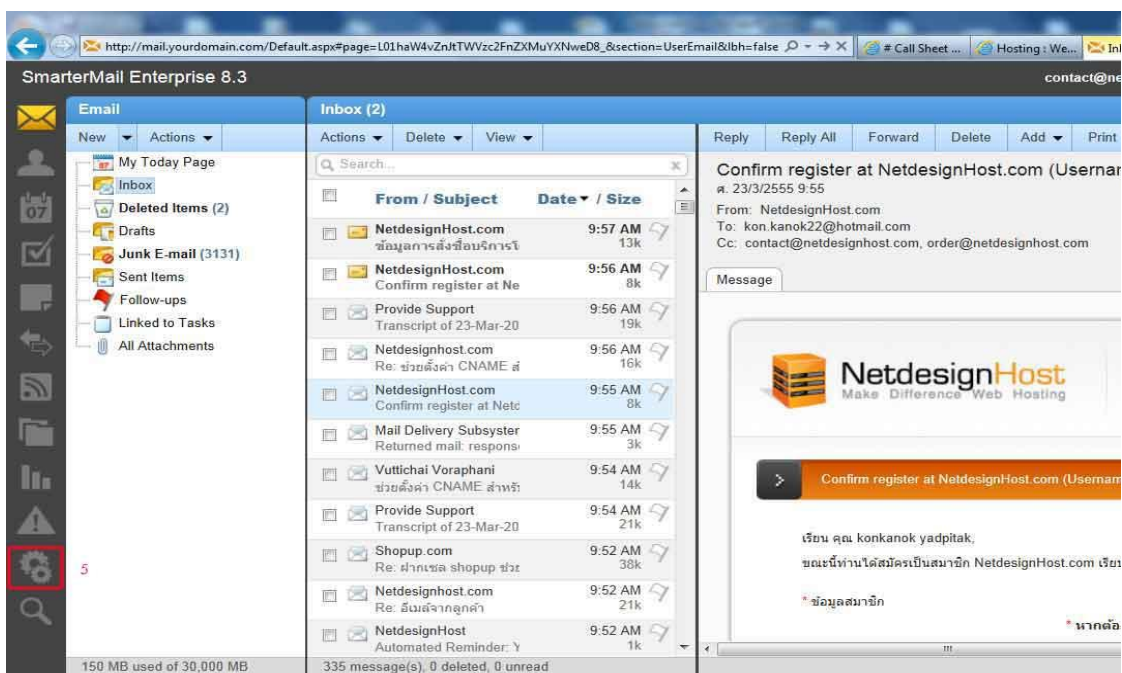 http://mail.yourdomain.com/Default.aspx#page=L01haW4vZnJtTWVzc2FnZXMuYXNweD8_&section=UserEmail&lbh=false
# Call Sheet ...
Hosting : We...
SmarterMail Enterprise 8.3
contact@ne
Email
New
Actions
My Today Page
Inbox
Deleted Items (2)
Drafts
Junk E-mail (3131)
Sent Items
Follow-ups
Linked to Tasks
All Attachments
150 MB used of 30,000 MB
07
5
Inbox (2)
Actions
Delete
View
Search...
From / Subject Date / Size
NetdesignHost.com 9:57 AM
ข้อมูลการสั่งซื้อบริการโ 13k
NetdesignHost.com 9:56 AM
Confirm register at Ne 8k
Provide Support 9:56 AM
Transcript of 23-Mar-20 19k
Netdesignhost.com 9:56 AM
Re: ช่วยตั้งค่า CNAME สํ 16k
NetdesignHost.com 9:55 AM
Confirm register at Netd 8k
Mail Delivery Subsyster 9:55 AM
Returned mail: respons 3k
Vuttichai Voraphani 9:54 AM
ช่วยตั้งค่า CNAME สำหรั 14k
Provide Support 9:54 AM
Transcript of 23-Mar-20 21k
Shopup.com 9:52 AM
Re: ฝากเซล shopup ช่วย 38k
Netdesignhost.com 9:52 AM
Re: อีเมล์จากลูกค้า 21k
NetdesignHost 9:52 AM
Automated Reminder: Y 1k
335 message(s), 0 deleted, 0 unread
Reply
Reply All
Forward
Delete
Add
Print
Confirm register at NetdesignHost.com (Usernar
ศ. 23/3/2555 9:55
From: NetdesignHost.com
To: kon.kanok22@hotmail.com
Cc: contact@netdesignhost.com, order@netdesignhost.com
Message
NetdesignHost
Make Difference Web Hosting
Confirm register at NetdesignHost.com (Usernam
เรียน คุณ konkanok yadpitak,
ขณะนี้ท่านได้สมัครเป็นสมาชิก NetdesignHost.com เรีย
* ข้อมูลสมาชิก
* หากต้อ